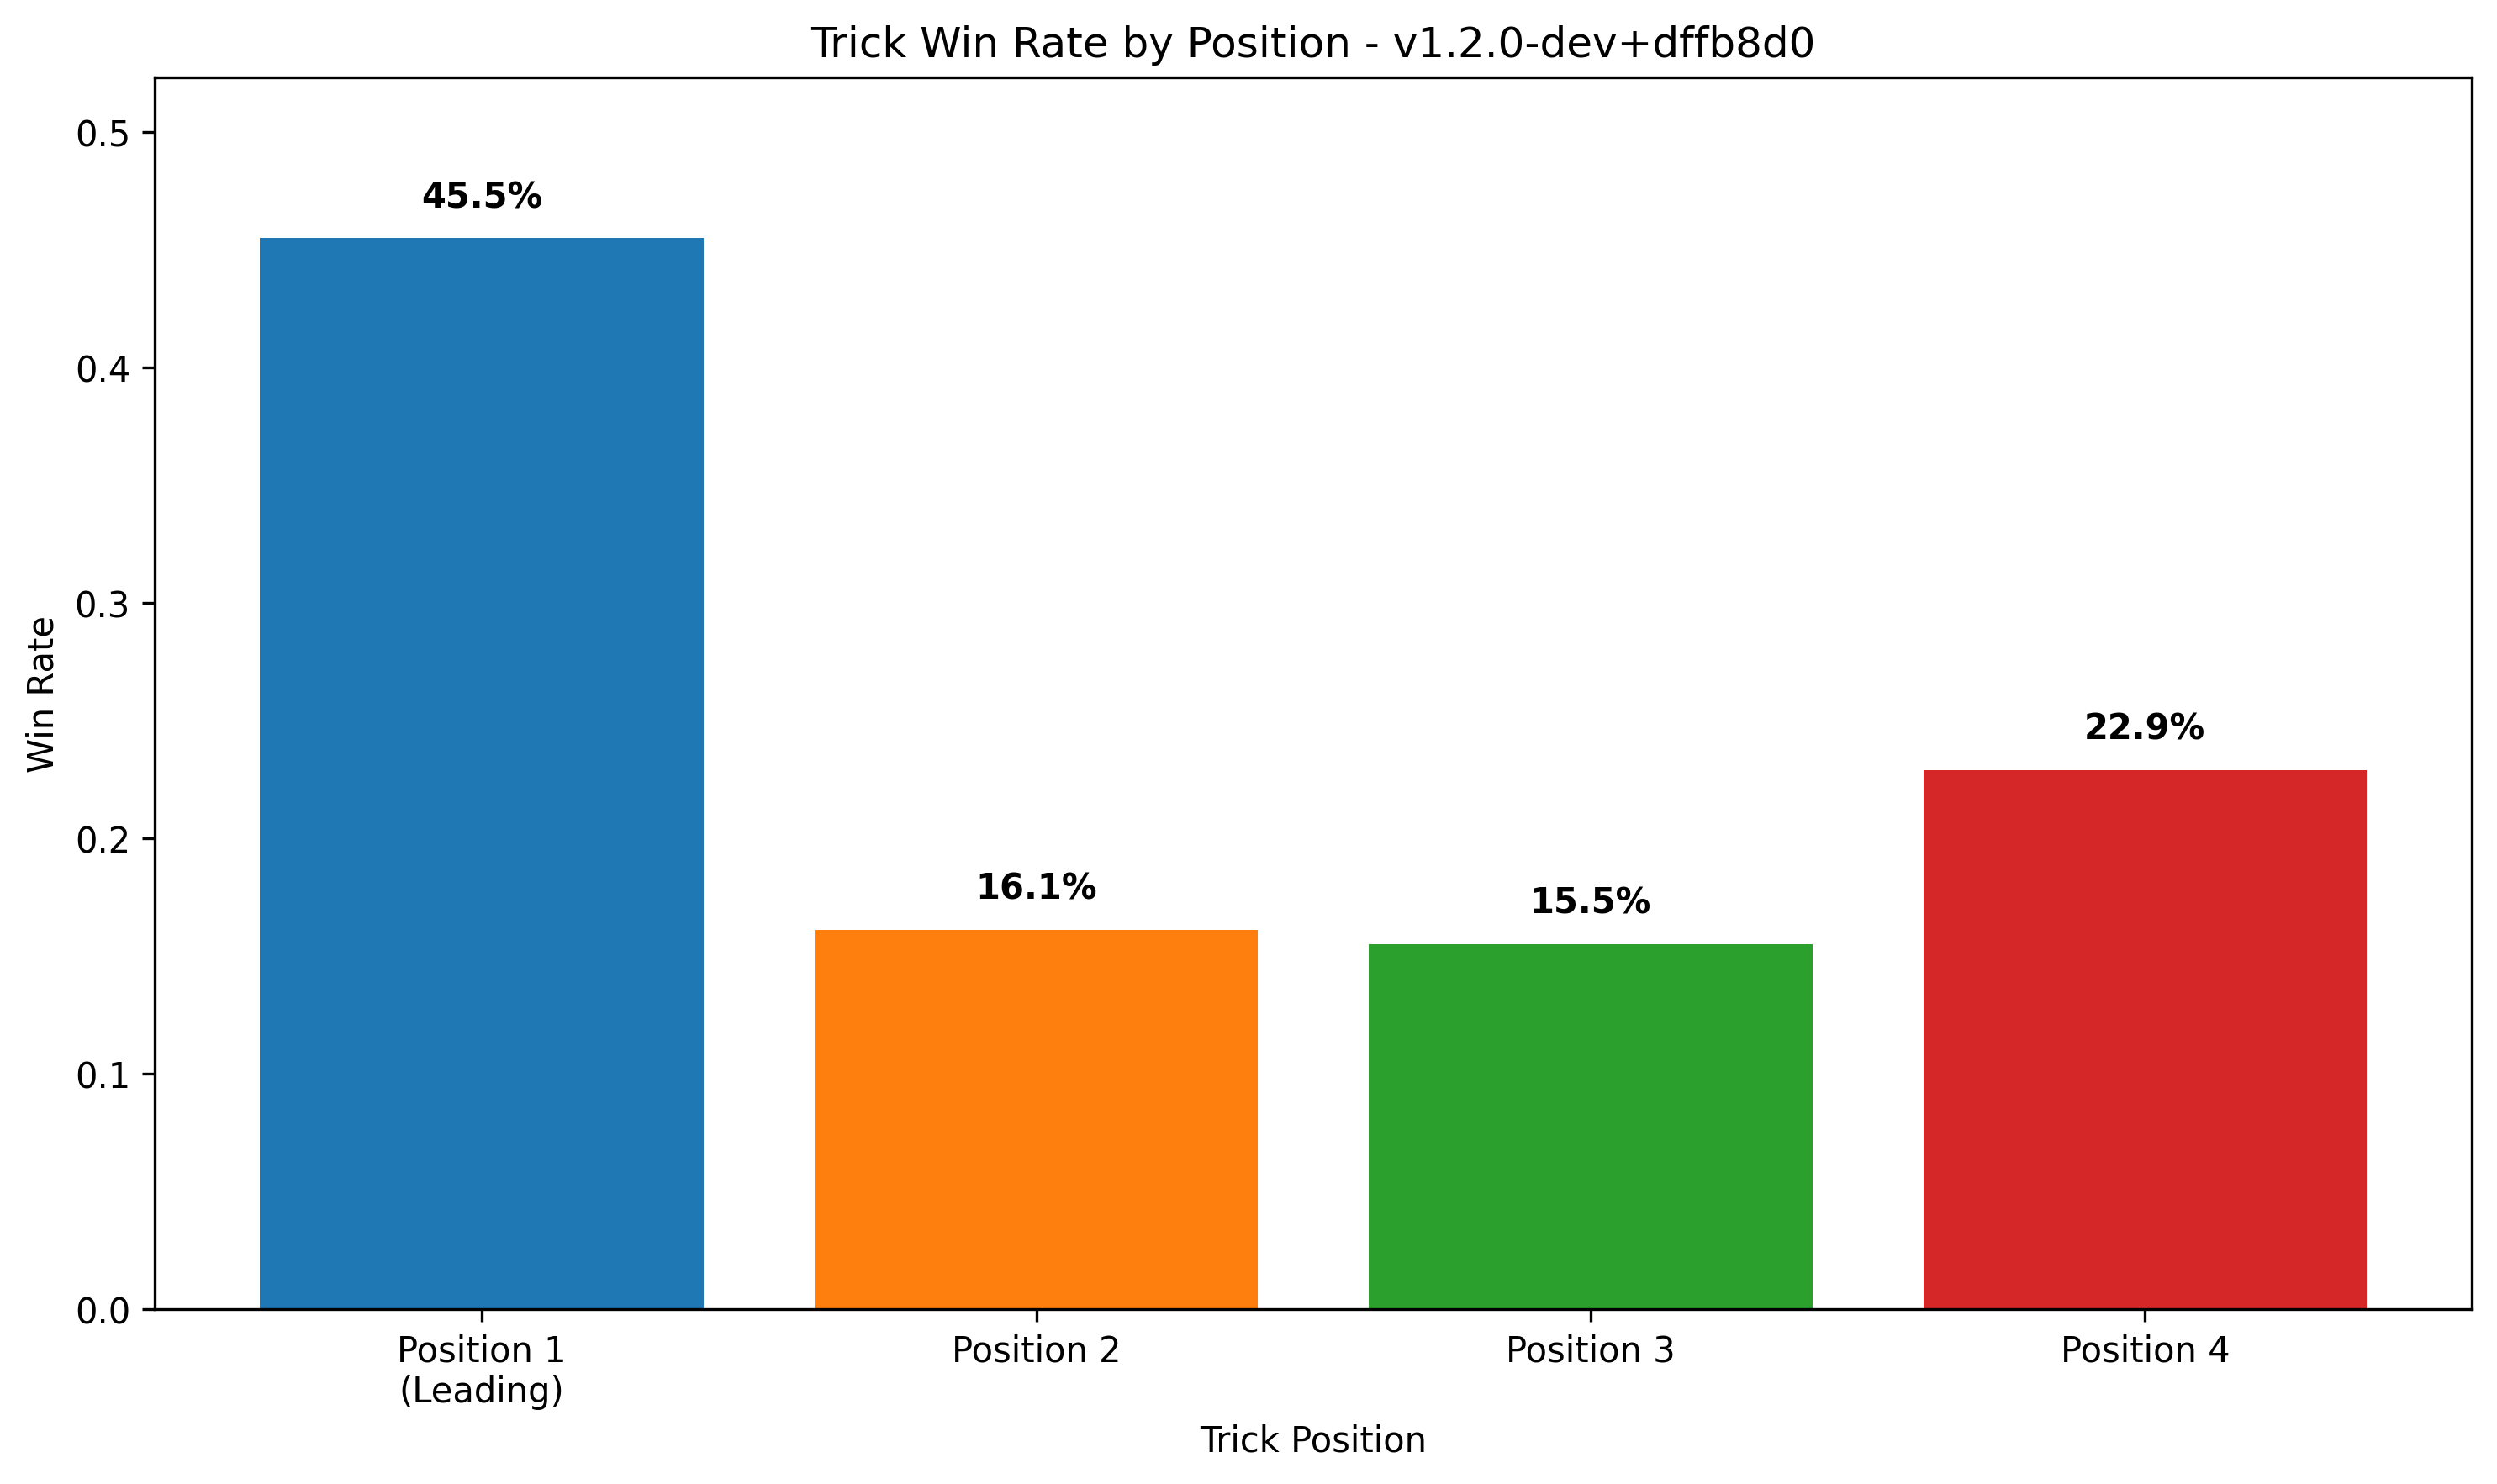 Trick Win Rate by Position - v1.2.0-dev+dffb8d0
0.5
0.4
0.3
0.2
0.1
0.0
Win Rate
45.5%
16.1%
15.5%
22.9%
Position 1
(Leading)
Position 2
Position 3
Position 4
Trick Position